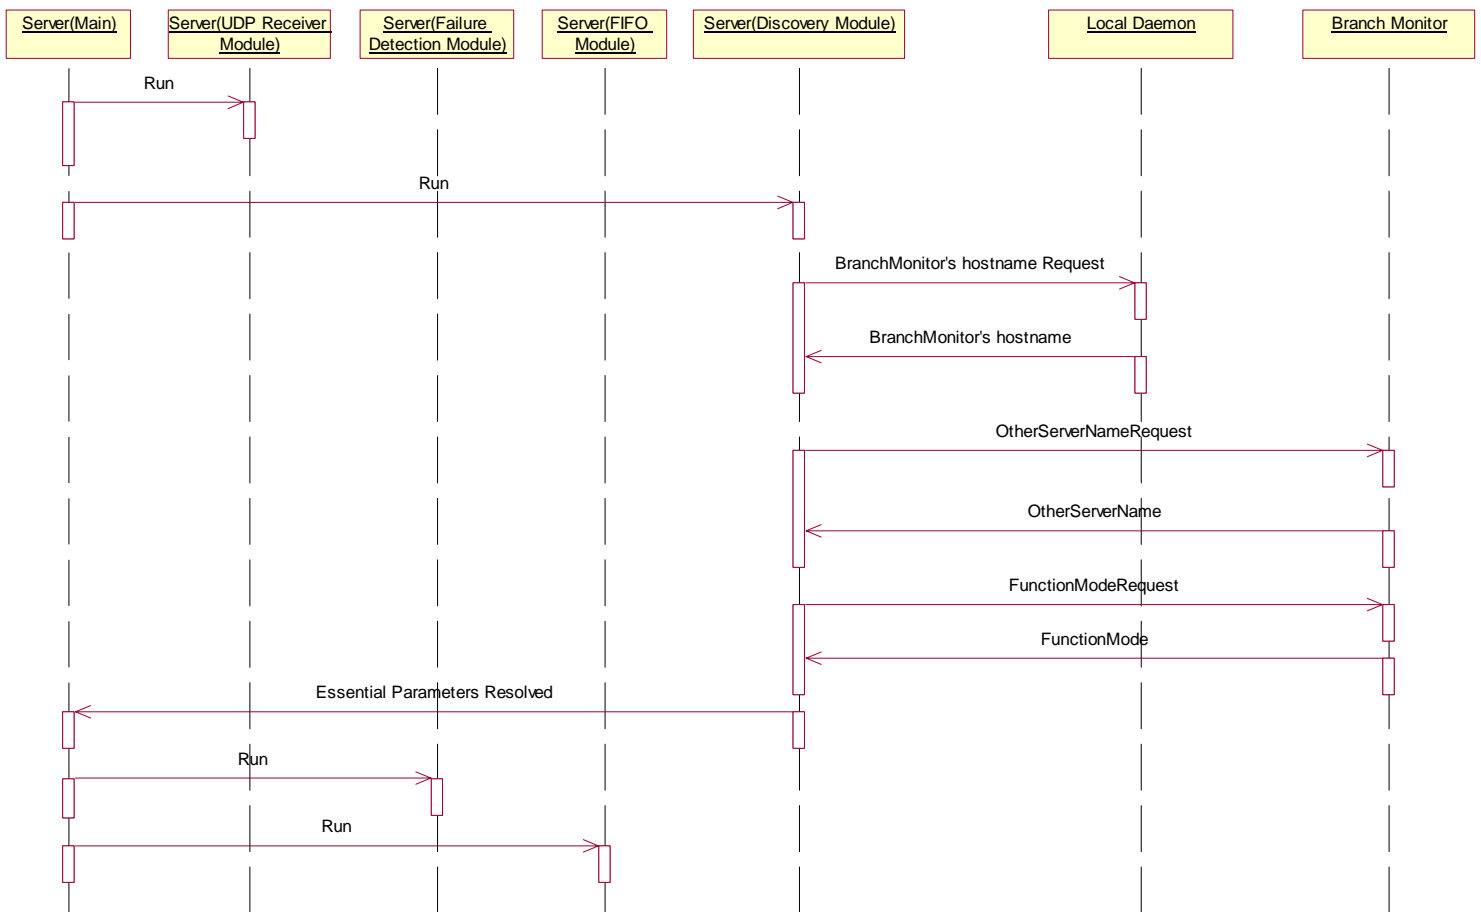 Server(Main)
Server(UDP Receiver
Module)
Server(Failure
Detection Module)
Server(FIFO
Module)
Server(Discovery Module)
Local Daemon
Branch Monitor
Run
Run
BranchMonitor's hostname Request
BranchMonitor's hostname
OtherServerNameRequest
OtherServerName
FunctionModeRequest
FunctionMode
Essential Parameters Resolved
Run
Run